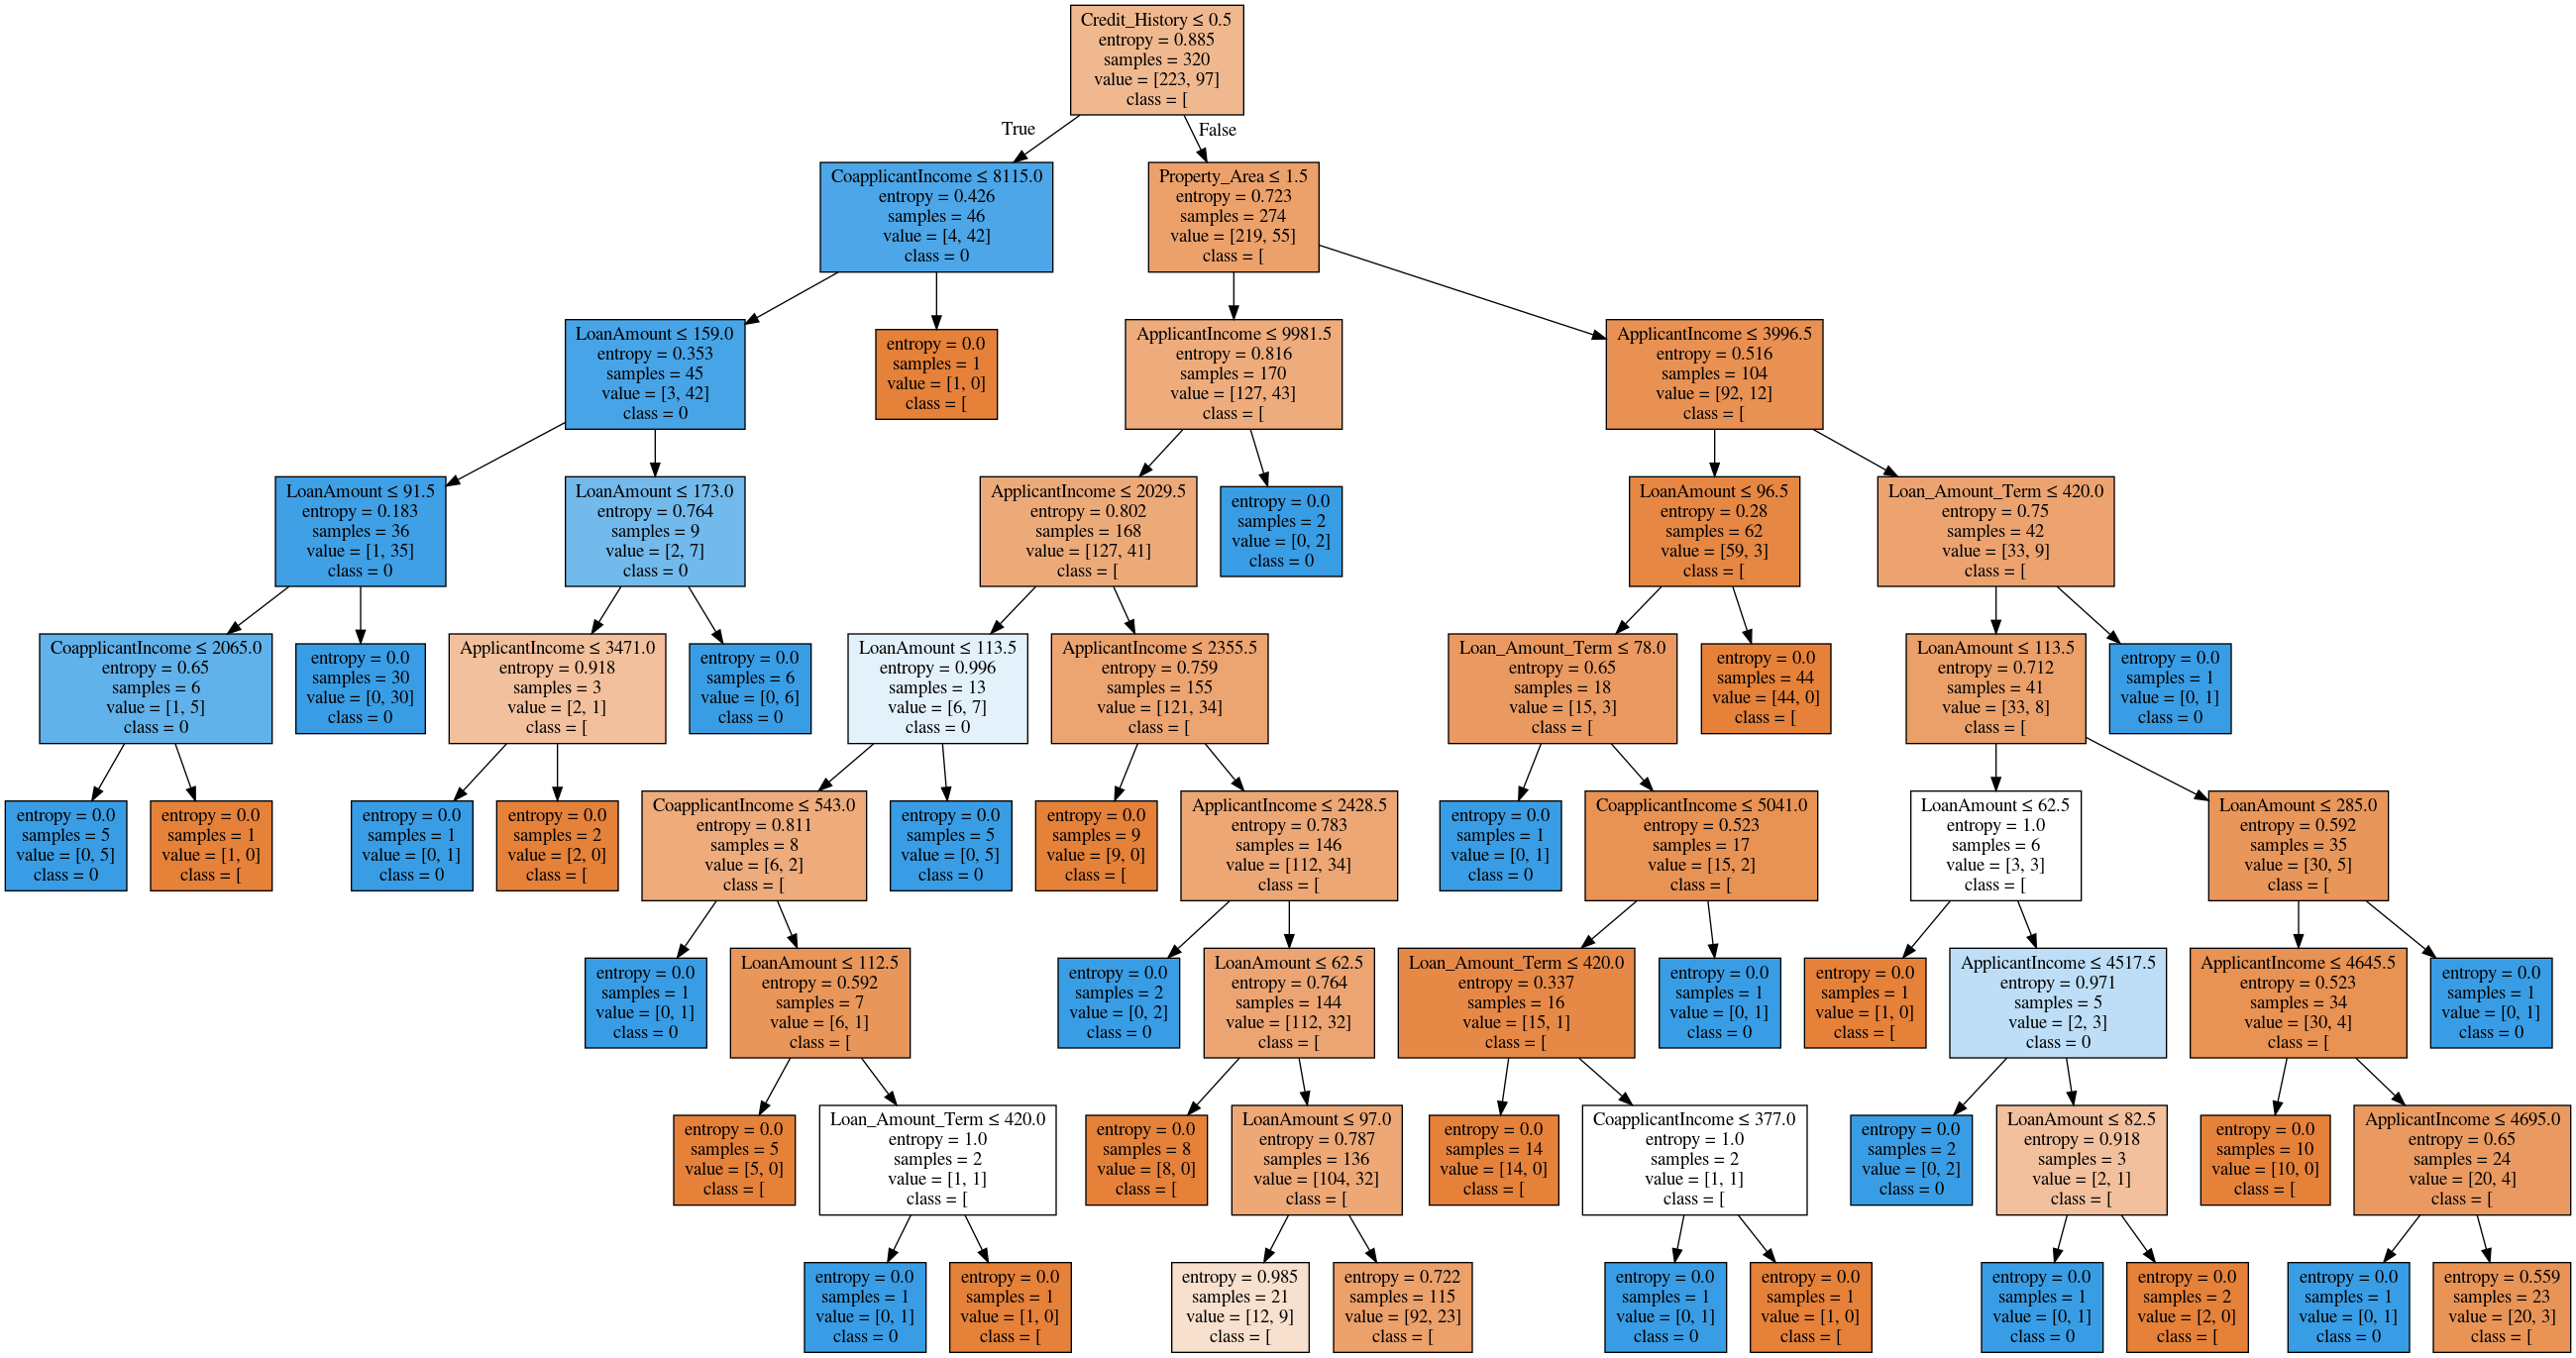 Credit_History ≤ 0.5
entropy = 0.885
samples = 320
value = [223, 97]
class = [
True
False
CoapplicantIncome ≤ 8115.0
entropy = 0.426
samples = 46
value = [4, 42]
class = 0
Property_Area ≤ 1.5
entropy = 0.723
samples = 274
value = [219, 55]
class = [
LoanAmount ≤ 159.0
entropy = 0.353
samples = 45
value = [3, 42]
class = 0
entropy = 0.0
samples = 1
value = [1, 0]
class = [
ApplicantIncome ≤ 9981.5
entropy = 0.816
samples = 170
value = [127, 43]
class = [
ApplicantIncome ≤ 3996.5
entropy = 0.516
samples = 104
value = [92, 12]
class = [
LoanAmount ≤ 91.5
entropy = 0.183
samples = 36
value = [1, 35]
class = 0
LoanAmount ≤ 173.0
entropy = 0.764
samples = 9
value = [2, 7]
class = 0
ApplicantIncome ≤ 2029.5
entropy = 0.802
samples = 168
value = [127, 41]
class = [
entropy = 0.0
samples = 2
value = [0, 2]
class = 0
LoanAmount ≤ 96.5
entropy = 0.28
samples = 62
value = [59, 3]
class = [
Loan_Amount_Term ≤ 420.0
entropy = 0.75
samples = 42
value = [33, 9]
class = [
CoapplicantIncome ≤ 2065.0
entropy = 0.65
samples = 6
value = [1, 5]
class = 0
entropy = 0.0
samples = 30
value = [0, 30]
class = 0
ApplicantIncome ≤ 3471.0
entropy = 0.918
samples = 3
value = [2, 1]
class = [
entropy = 0.0
samples = 6
value = [0, 6]
class = 0
LoanAmount ≤ 113.5
entropy = 0.996
samples = 13
value = [6, 7]
class = 0
ApplicantIncome ≤ 2355.5
entropy = 0.759
samples = 155
value = [121, 34]
class = [
Loan_Amount_Term ≤ 78.0
entropy = 0.65
samples = 18
value = [15, 3]
class = [
entropy = 0.0
samples = 44
value = [44, 0]
class = [
LoanAmount ≤ 113.5
entropy = 0.712
samples = 41
value = [33, 8]
class = [
entropy = 0.0
samples = 1
value = [0, 1]
class = 0
entropy = 0.0
samples = 5
value = [0, 5]
class = 0
entropy = 0.0
samples = 1
value = [1, 0]
class = [
entropy = 0.0
samples = 1
value = [0, 1]
class = 0
entropy = 0.0
samples = 2
value = [2, 0]
class = [
CoapplicantIncome ≤ 543.0
entropy = 0.811
samples = 8
value = [6, 2]
class = [
entropy = 0.0
samples = 5
value = [0, 5]
class = 0
entropy = 0.0
samples = 9
value = [9, 0]
class = [
ApplicantIncome ≤ 2428.5
entropy = 0.783
samples = 146
value = [112, 34]
class = [
entropy = 0.0
samples = 1
value = [0, 1]
class = 0
CoapplicantIncome ≤ 5041.0
entropy = 0.523
samples = 17
value = [15, 2]
class = [
LoanAmount ≤ 62.5
entropy = 1.0
samples = 6
value = [3, 3]
class = [
LoanAmount ≤ 285.0
entropy = 0.592
samples = 35
value = [30, 5]
class = [
entropy = 0.0
samples = 1
value = [0, 1]
class = 0
LoanAmount ≤ 112.5
entropy = 0.592
samples = 7
value = [6, 1]
class = [
entropy = 0.0
samples = 2
value = [0, 2]
class = 0
LoanAmount ≤ 62.5
entropy = 0.764
samples = 144
value = [112, 32]
class = [
Loan_Amount_Term ≤ 420.0
entropy = 0.337
samples = 16
value = [15, 1]
class = [
entropy = 0.0
samples = 1
value = [0, 1]
class = 0
entropy = 0.0
samples = 1
value = [1, 0]
class = [
ApplicantIncome ≤ 4517.5
entropy = 0.971
samples = 5
value = [2, 3]
class = 0
ApplicantIncome ≤ 4645.5
entropy = 0.523
samples = 34
value = [30, 4]
class = [
entropy = 0.0
samples = 1
value = [0, 1]
class = 0
entropy = 0.0
samples = 5
value = [5, 0]
class = [
Loan_Amount_Term ≤ 420.0
entropy = 1.0
samples = 2
value = [1, 1]
class = [
entropy = 0.0
samples = 8
value = [8, 0]
class = [
LoanAmount ≤ 97.0
entropy = 0.787
samples = 136
value = [104, 32]
class = [
entropy = 0.0
samples = 14
value = [14, 0]
class = [
CoapplicantIncome ≤ 377.0
entropy = 1.0
samples = 2
value = [1, 1]
class = [
entropy = 0.0
samples = 2
value = [0, 2]
class = 0
LoanAmount ≤ 82.5
entropy = 0.918
samples = 3
value = [2, 1]
class = [
entropy = 0.0
samples = 10
value = [10, 0]
class = [
ApplicantIncome ≤ 4695.0
entropy = 0.65
samples = 24
value = [20, 4]
class = [
entropy = 0.0
samples = 1
value = [0, 1]
class = 0
entropy = 0.0
samples = 1
value = [1, 0]
class = [
entropy = 0.985
samples = 21
value = [12, 9]
class = [
entropy = 0.722
samples = 115
value = [92, 23]
class = [
entropy = 0.0
samples = 1
value = [0, 1]
class = 0
entropy = 0.0
samples = 1
value = [1, 0]
class = [
entropy = 0.0
samples = 1
value = [0, 1]
class = 0
entropy = 0.0
samples = 2
value = [2, 0]
class = [
entropy = 0.0
samples = 1
value = [0, 1]
class = 0
entropy = 0.559
samples = 23
value = [20, 3]
class = [